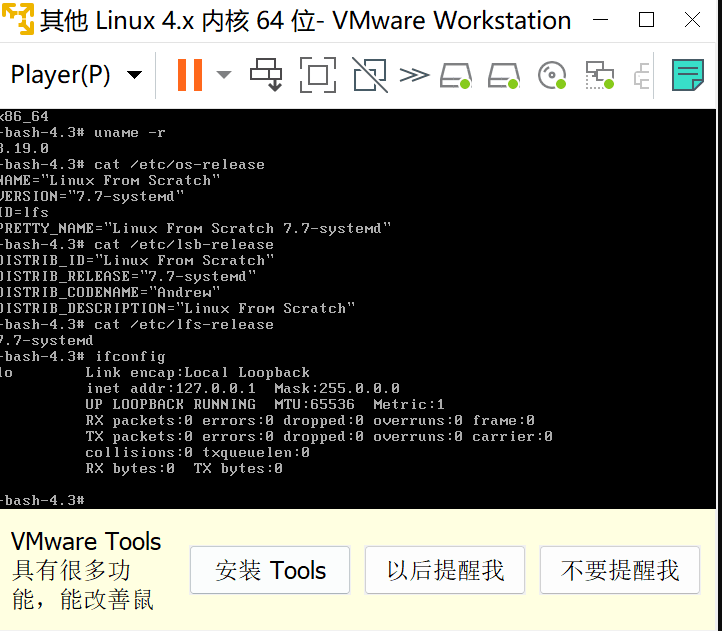 其他 Linux 4.x 内核 64 位- VMware Workstation
Player(P)
x86_64
-bash-4.3# uname -r
3.19.0
-bash-4.3# cat /etc/os-release
NAME="Linux From Scratch"
VERSION="7.7-systemd"
ID=lfs
PRETTY_NAME="Linux From Scratch 7.7-systemd"
-bash-4.3# cat /etc/lsb-release
DISTRIB_ID="Linux From Scratch"
DISTRIB_RELEASE="7.7-systemd"
DISTRIB_CODENAME="Andrew"
DISTRIB_DESCRIPTION="Linux From Scratch"
-bash-4.3# cat /etc/lfs-release
7.7-systemd
-bash-4.3# ifconfig
lo        Link encap:Local Loopback
          inet addr:127.0.0.1  Mask:255.0.0.0
          UP LOOPBACK RUNNING  MTU:65536  Metric:1
          RX packets:0 errors:0 dropped:0 overruns:0 frame:0
          TX packets:0 errors:0 dropped:0 overruns:0 carrier:0
          collisions:0 txqueuelen:0
          RX bytes:0  TX bytes:0
-bash-4.3#
VMware Tools
具有很多功
能，能改善鼠
安装 Tools
以后提醒我
不要提醒我